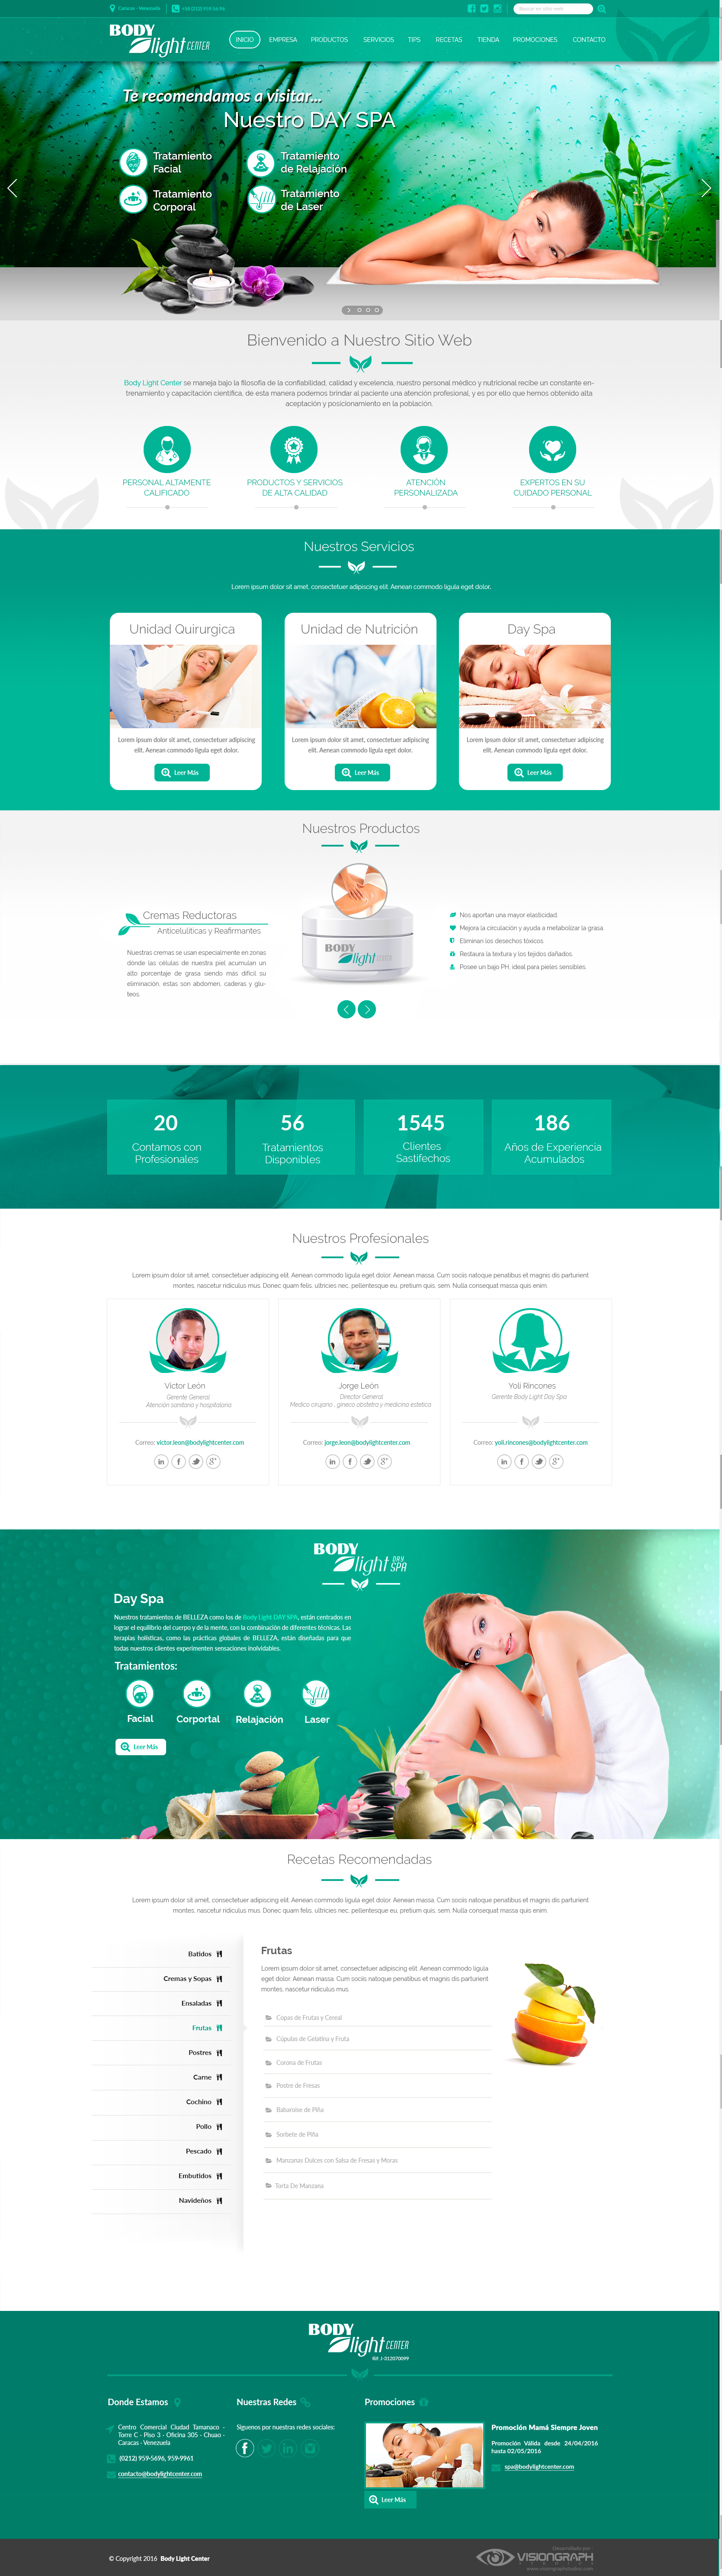 Caracas - Venezuela
+58 (212) 959.56.96
Buscar en sitio web
BODY light CENTER
INICIO
EMPRESA
PRODUCTOS
SERVICIOS
TIPS
RECETAS
TIENDA
PROMOCIONES
CONTACTO
Te recomendamos a visitar...
Nuestro DAY SPA
Tratamiento
Facial
Tratamiento
de Relajación
Tratamiento
Corporal
Tratamiento
de Laser
Bienvenido a Nuestro Sitio Web
Body Light Center se maneja bajo la filosofía de la confiabilidad, calidad y excelencia, nuestro personal médico y nutricional recibe un constante en-
trenamiento y capacitación científica, de esta manera podemos brindar al paciente una atención profesional, y es por ello que hemos obtenido alta
aceptación y posicionamiento en la población.
PERSONAL ALTAMENTE
CALIFICADO
PRODUCTOS Y SERVICIOS
DE ALTA CALIDAD
ATENCIÓN
PERSONALIZADA
EXPERTOS EN SU
CUIDADO PERSONAL
Nuestros Servicios
Lorem ipsum dolor sit amet, consectetuer adipiscing elit. Aenean commodo ligula eget dolor.
Unidad Quirurgica
Lorem ipsum dolor sit amet, consectetuer adipiscing
elit. Aenean commodo ligula eget dolor.
Leer Más
Unidad de Nutrición
Lorem ipsum dolor sit amet, consectetuer adipiscing
elit. Aenean commodo ligula eget dolor.
Leer Más
Day Spa
Lorem ipsum dolor sit amet, consectetuer adipiscing
elit. Aenean commodo ligula eget dolor.
Leer Más
Nuestros Productos
Cremas Reductoras
Anticelulíticas y Reafirmantes
Nuestras cremas se usan especialmente en zonas
dónde las células de nuestra piel acumulan un
alto porcentaje de grasa siendo más difícil su
eliminación, estas son abdomen, caderas y glu-
teos.
BODY light CENTER
Nos aportan una mayor elasticidad.
Mejora la circulación y ayuda a metabolizar la grasa.
Eliminan los desechos tóxicos.
Restaura la textura y los tejidos dañados.
Posee un bajo PH, ideal para pieles sensibles.
20
Contamos con
Profesionales
56
Tratamientos
Disponibles
1545
Clientes
Sastifechos
186
Años de Experiencia
Acumulados
Nuestros Profesionales
Lorem ipsum dolor sit amet, consectetuer adipiscing elit. Aenean commodo ligula eget dolor. Aenean massa. Cum sociis natoque penatibus et magnis dis parturient
montes, nascetur ridiculus mus. Donec quam felis, ultricies nec, pellentesque eu, pretium quis, sem. Nulla consequat massa quis enim.
Victor León
Gerente General
Atención sanitaria y hospitalaria
Correo: victor.leon@bodylightcenter.com
Jorge León
Director General
Medico cirujano , gineco obstetra y medicina estetica
Correo: jorge.leon@bodylightcenter.com
Yoli Rincones
Gerente Body Light Day Spa
Correo: yoli.rincones@bodylightcenter.com
BODY light DAY SPA
Day Spa
Nuestros tratamientos de BELLEZA como los de Body Light DAY SPA, están centrados en
lograr el equilibrio del cuerpo y de la mente, con la combinación de diferentes técnicas. Las
terapias holísticas, como las prácticas globales de BELLEZA, están diseñadas para que
todas nuestros clientes experimenten sensaciones inolvidables.
Tratamientos:
Facial
Corportal
Relajación
Laser
Leer Más
Recetas Recomendadas
Lorem ipsum dolor sit amet, consectetuer adipiscing elit. Aenean commodo ligula eget dolor. Aenean massa. Cum sociis natoque penatibus et magnis dis parturient
montes, nascetur ridiculus mus. Donec quam felis, ultricies nec, pellentesque eu, pretium quis, sem. Nulla consequat massa quis enim.
Batidos
Cremas y Sopas
Ensaladas
Frutas
Postres
Carne
Cochino
Pollo
Pescado
Embutidos
Navideños
Frutas
Lorem ipsum dolor sit amet, consectetuer adipiscing elit. Aenean commodo ligula
eget dolor. Aenean massa. Cum sociis natoque penatibus et magnis dis parturient
montes, nascetur ridiculus mus.
Copas de Frutas y Cereal
Cúpulas de Gelatina y Fruta
Corona de Frutas
Postre de Fresas
Babaroise de Piña
Sorbete de Piña
Manzanas Dulces con Salsa de Fresas y Moras
Torta De Manzana
BODY light CENTER
Rif. J-312070099
Donde Estamos
Centro Comercial Ciudad Tamanaco -
Torre C - Piso 3 - Oficina 305 - Chuao -
Caracas - Venezuela
(0212) 959-5696, 959-9961
contacto@bodylightcenter.com
Nuestras Redes
Siguenos por nuestras redes sociales:
Promociones
Leer Más
Promoción Mamá Siempre Joven
Promoción Válida desde 24/04/2016
hasta 02/05/2016
spa@bodylightcenter.com
© Copyright 2016 Body Light Center
Desarrollado por:
VISIONGRAPH
www.visiongraphstudios.com